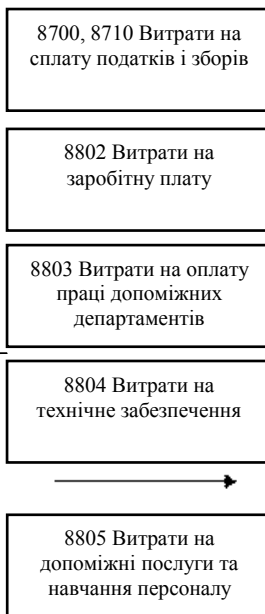 8700, 8710 Витрати на
сплату податків і зборів
8802 Витрати на
заробітну плату
8803 Витрати на оплату
праці допоміжних
департаментів
8804 Витрати на
технічне забезпечення
8805 Витрати на
допоміжні послуги та
навчання персоналу